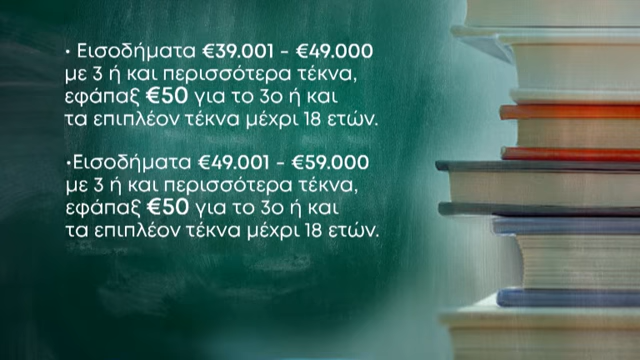 • Εισοδήματα €39.001 – €49.000
με 3 ή και περισσότερα τέκνα,
εφάπαξ €50 για το 3ο ή και
τα επιπλέον τέκνα μέχρι 18 ετών.
•Εισοδήματα €49.001 – €59.000
με 3 ή και περισσότερα τέκνα,
εφάπαξ €50 για το 3ο ή και
τα επιπλέον τέκνα μέχρι 18 ετών.